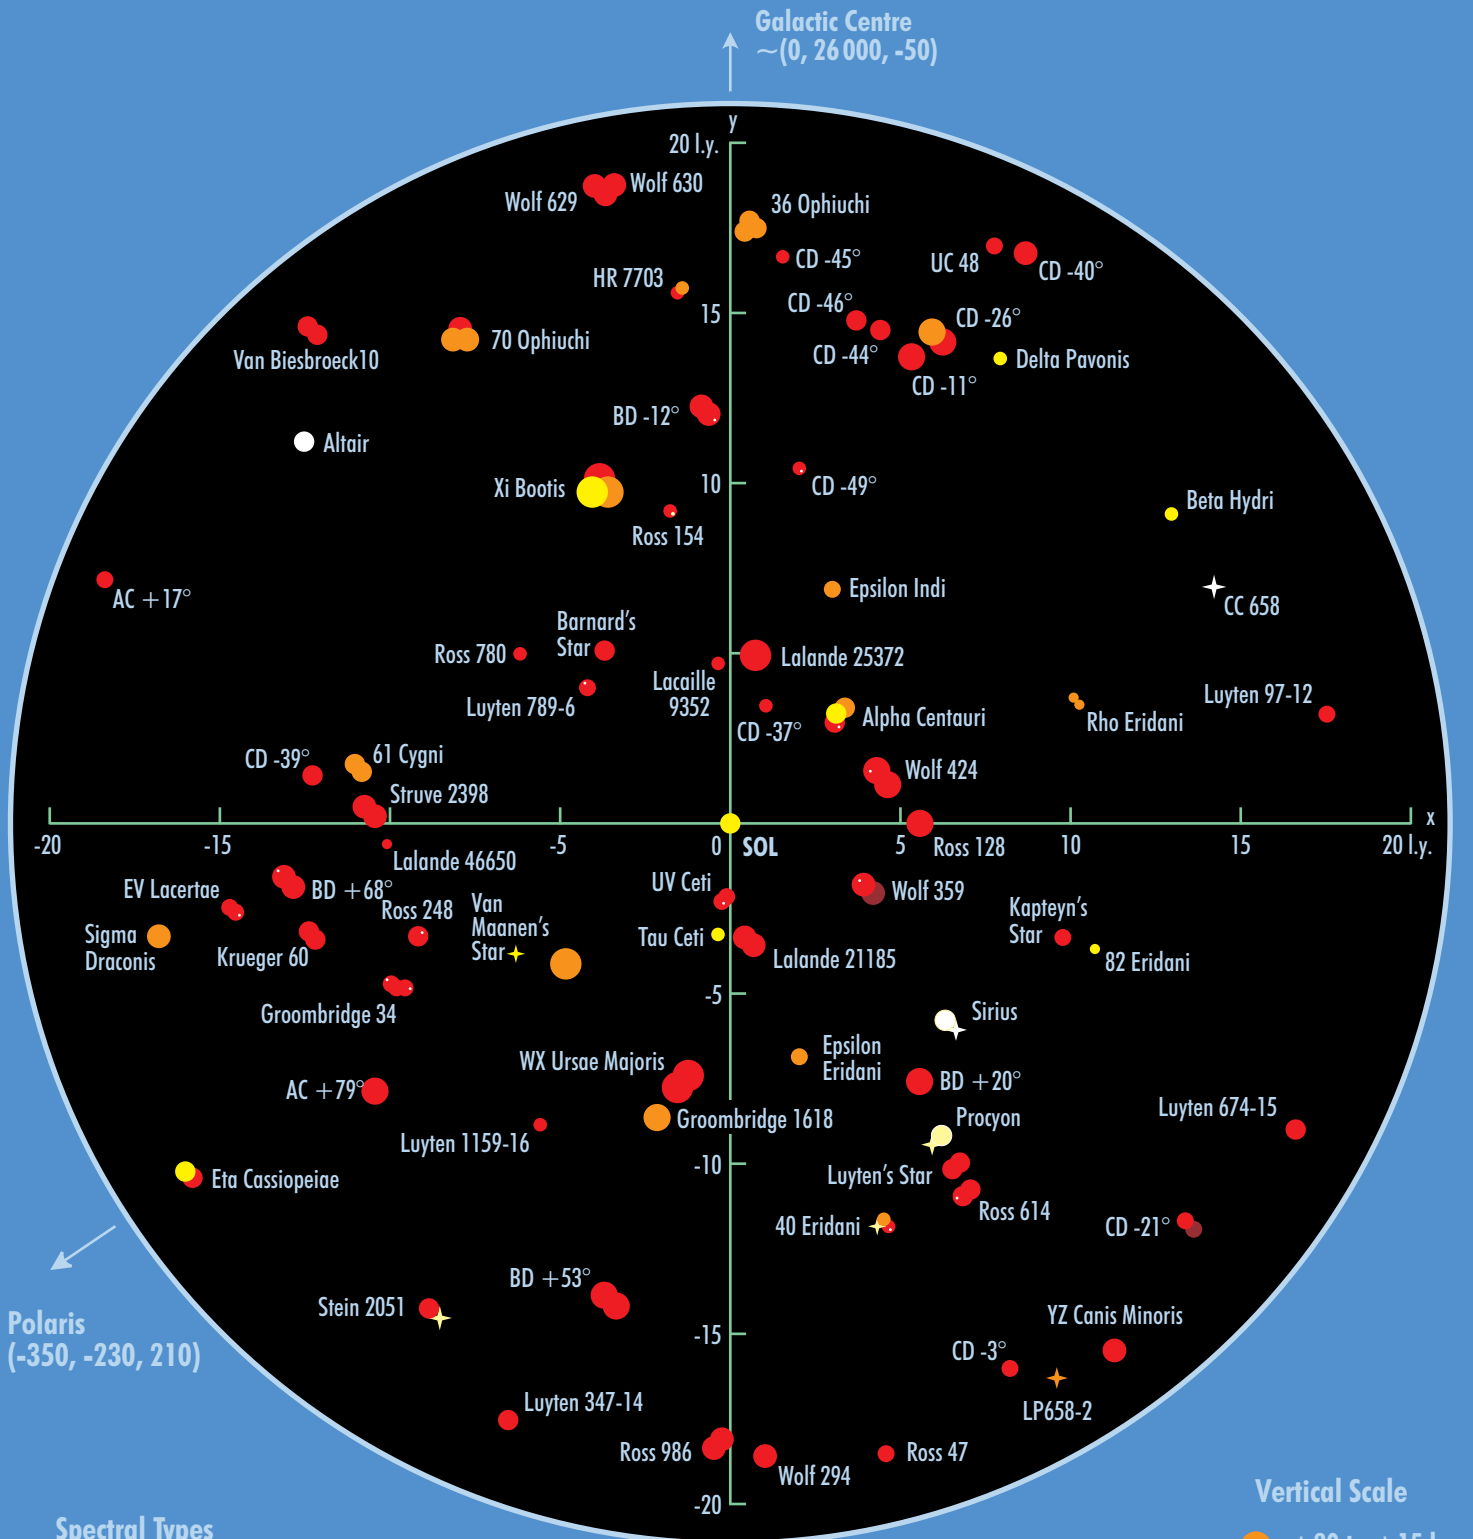 Galactic Centre
~(0, 26 000, -50)
y
20 l.y.
Wolf 630
Wolf 629
36 Ophiuchi
CD -45°
UC 48
CD -40°
HR 7703
CD -46°
15
CD -26°
70 Ophiuchi
CD -44°
Van Biesbroeck10
Delta Pavonis
CD -11°
BD -12°
Altair
Xi Bootis
10
CD -49°
Beta Hydri
Ross 154
Epsilon Indi
AC +17°
CC 658
Barnard's
Star
Ross 780
Lalande 25372
Lacaille
9352
Luyten 789-6
Luyten 97-12
Alpha Centauri
Rho Eridani
CD -37°
CD -39°
61 Cygni
Wolf 424
Struve 2398
x
-20
-15
-5
0
SOL
5
Ross 128
10
15
20 l.y.
Lalande 46650
UV Ceti
EV Lacertae
BD +68°
Wolf 359
Ross 248
Van
Maanen's
Star
Kapteyn's
Star
Sigma
Draconis
Tau Ceti
Krueger 60
Lalande 21185
82 Eridani
-5
Groombridge 34
Sirius
Epsilon
Eridani
WX Ursae Majoris
AC +79°
BD +20°
Luyten 674-15
Groombridge 1618
Procyon
Luyten 1159-16
-10
Eta Cassiopeiae
Luyten's Star
Ross 614
40 Eridani
CD -21°
BD +53°
Stein 2051
Polaris
(-350, -230, 210)
YZ Canis Minoris
-15
CD -3°
Luyten 347-14
LP658-2
Ross 986
Ross 47
Wolf 294
-20
Vertical Scale
Spectral Types